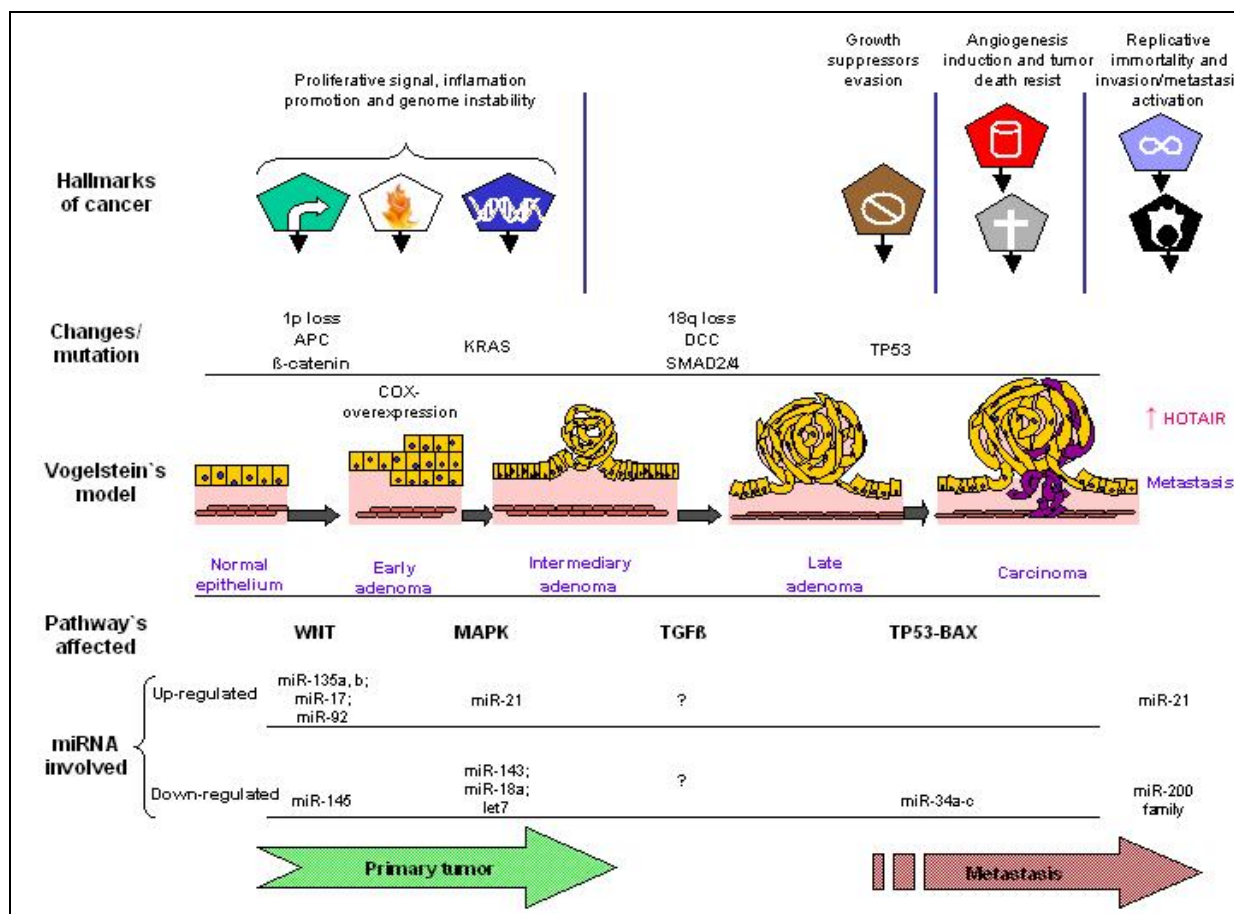 Growth
suppressors
evasion
Angiogenesis
induction and tumor
death resist
Replicative
immortality and
invasion/metastasi
activation
Proliferative signal, inflamation
promotion and genome instability
Hallmarks
of cancer
Changes/
mutation
1p loss
APC
ß-catenin
KRAS
18q loss
DCC
SMAD2/4
TP53
COX-
overexpression
↑ HOTAIR
Vogelstein`s
model
Metastasis
Normal
epithelium
Early
adenoma
Intermediary
adenoma
Late
adenoma
Carcinoma
Pathway`s
affected
WNT
MAPK
TGFß
TP53-BAX
miRNA
involved
Up-regulated
miR-135a, b;
miR-17;
miR-92
miR-21
?
miR-21
Down-regulated
miR-145
miR-143;
miR-18a;
let7
?
miR-34a-c
miR-200
family
Primary tumor
Metastasis